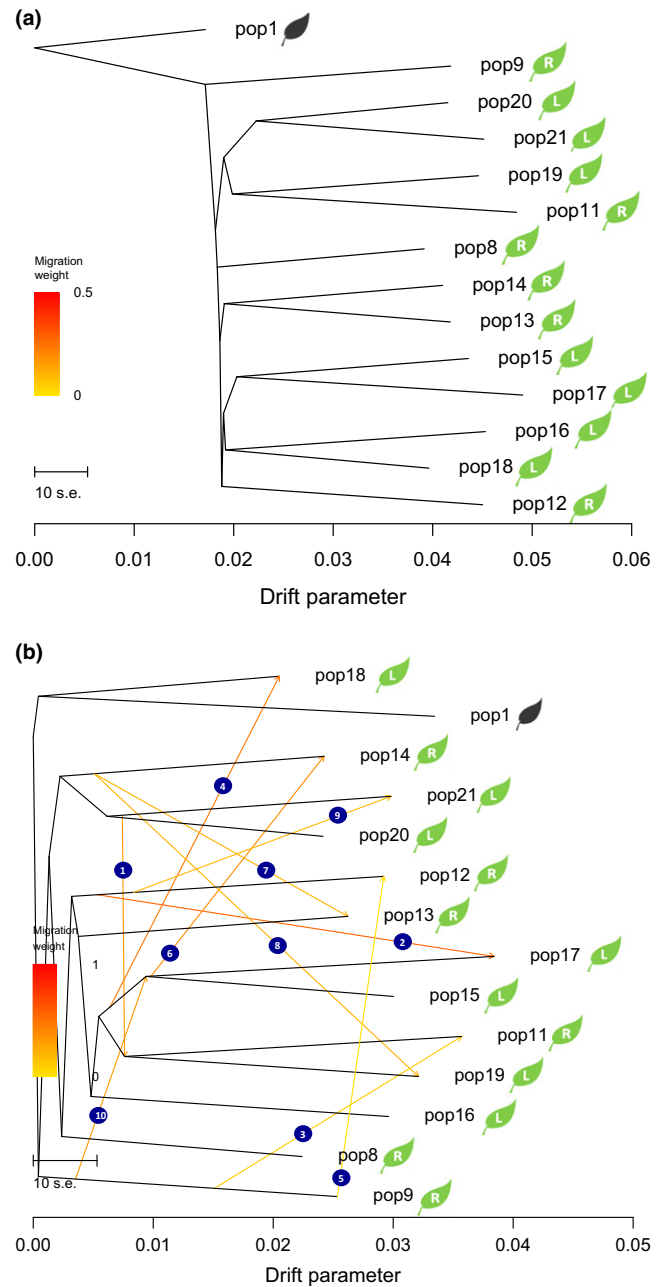 (a)
pop1
pop9 R
pop20 L
pop21 L
pop19 L
pop11 R
pop8 R
Migration
weight
pop14 R
0.5
pop13 R
pop15 L
0
pop17 L
pop16 L
pop18 L
10 s.e.
pop12 R
0.00 0.01 0.02 0.03 0.04 0.05 0.06
Drift parameter
(b)
pop18 L
pop1
pop14 R
4
pop21 L
9
pop20 L
1 7
pop12 R
pop13 R
Migration
weight
6 8 2
pop17 L
1
pop15 L
pop11 R
pop19 L
0
10
pop16 L
3
pop8 R
10 s.e.
5
pop9 R
0.00 0.01 0.02 0.03 0.04 0.05
Drift parameter